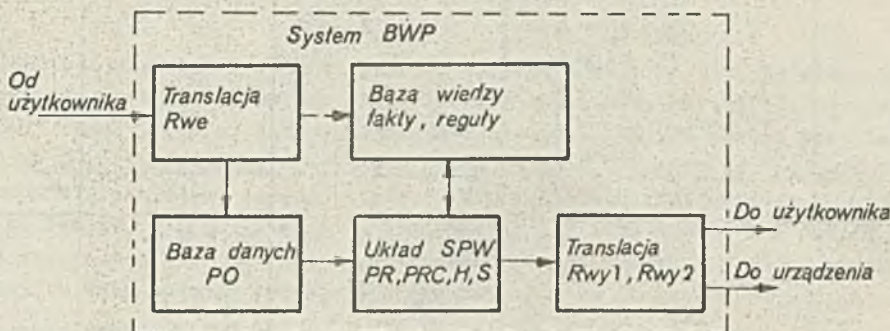 System BWP
Od
użytkownika
Translacja
Rwe
Bazą wiedzy
fakty, reguły
Baza danych
PO
Układ SPW
PR, PRC, H, S
Translacja
Rwy1, Rwy2
Do użytkownika
Do urządzenia